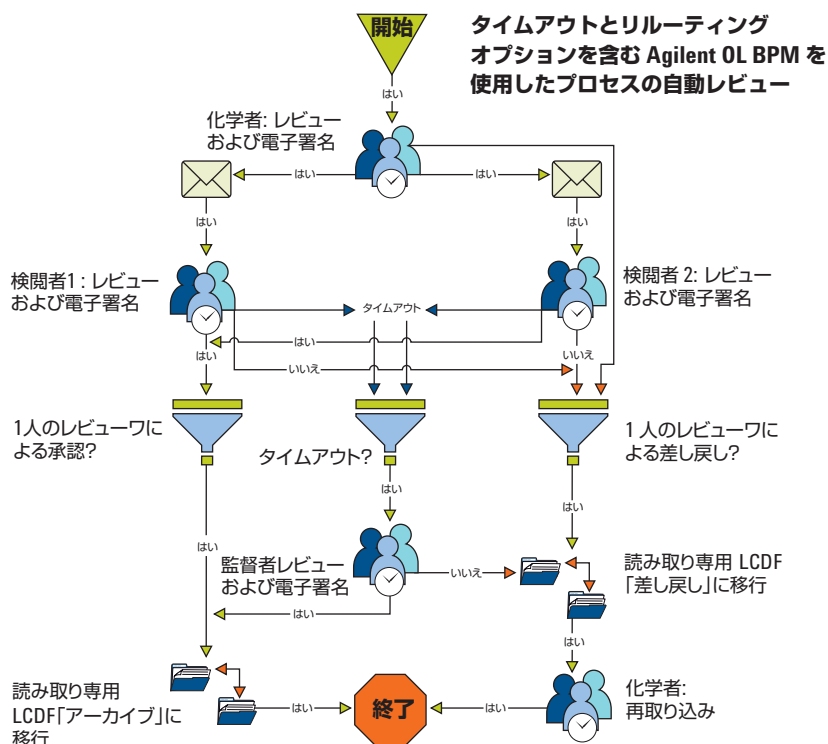 開始
タイムアウトとリルーティング
オプションを含む Agilent OL BPM を
使用したプロセスの自動レビュー
はい
化学者: レビュー
および電子署名
はい
はい
はい
はい
検閲者1 : レビュー
および電子署名
検閲者 2: レビュー
および電子署名
タイムアウト
はい
はい
いいえ
いいえ
1人のレビューワに
よる承認?
タイムアウト?
1 人のレビューワに
よる差し戻し?
はい
はい
はい
監督者レビュー
および電子署名
いいえ
読み取り専用 LCDF
「差し戻し」に移行
はい
はい
読み取り専用
LCDF「アーカイブ」に
移行
はい
終了
はい
化学者:
再取り込み